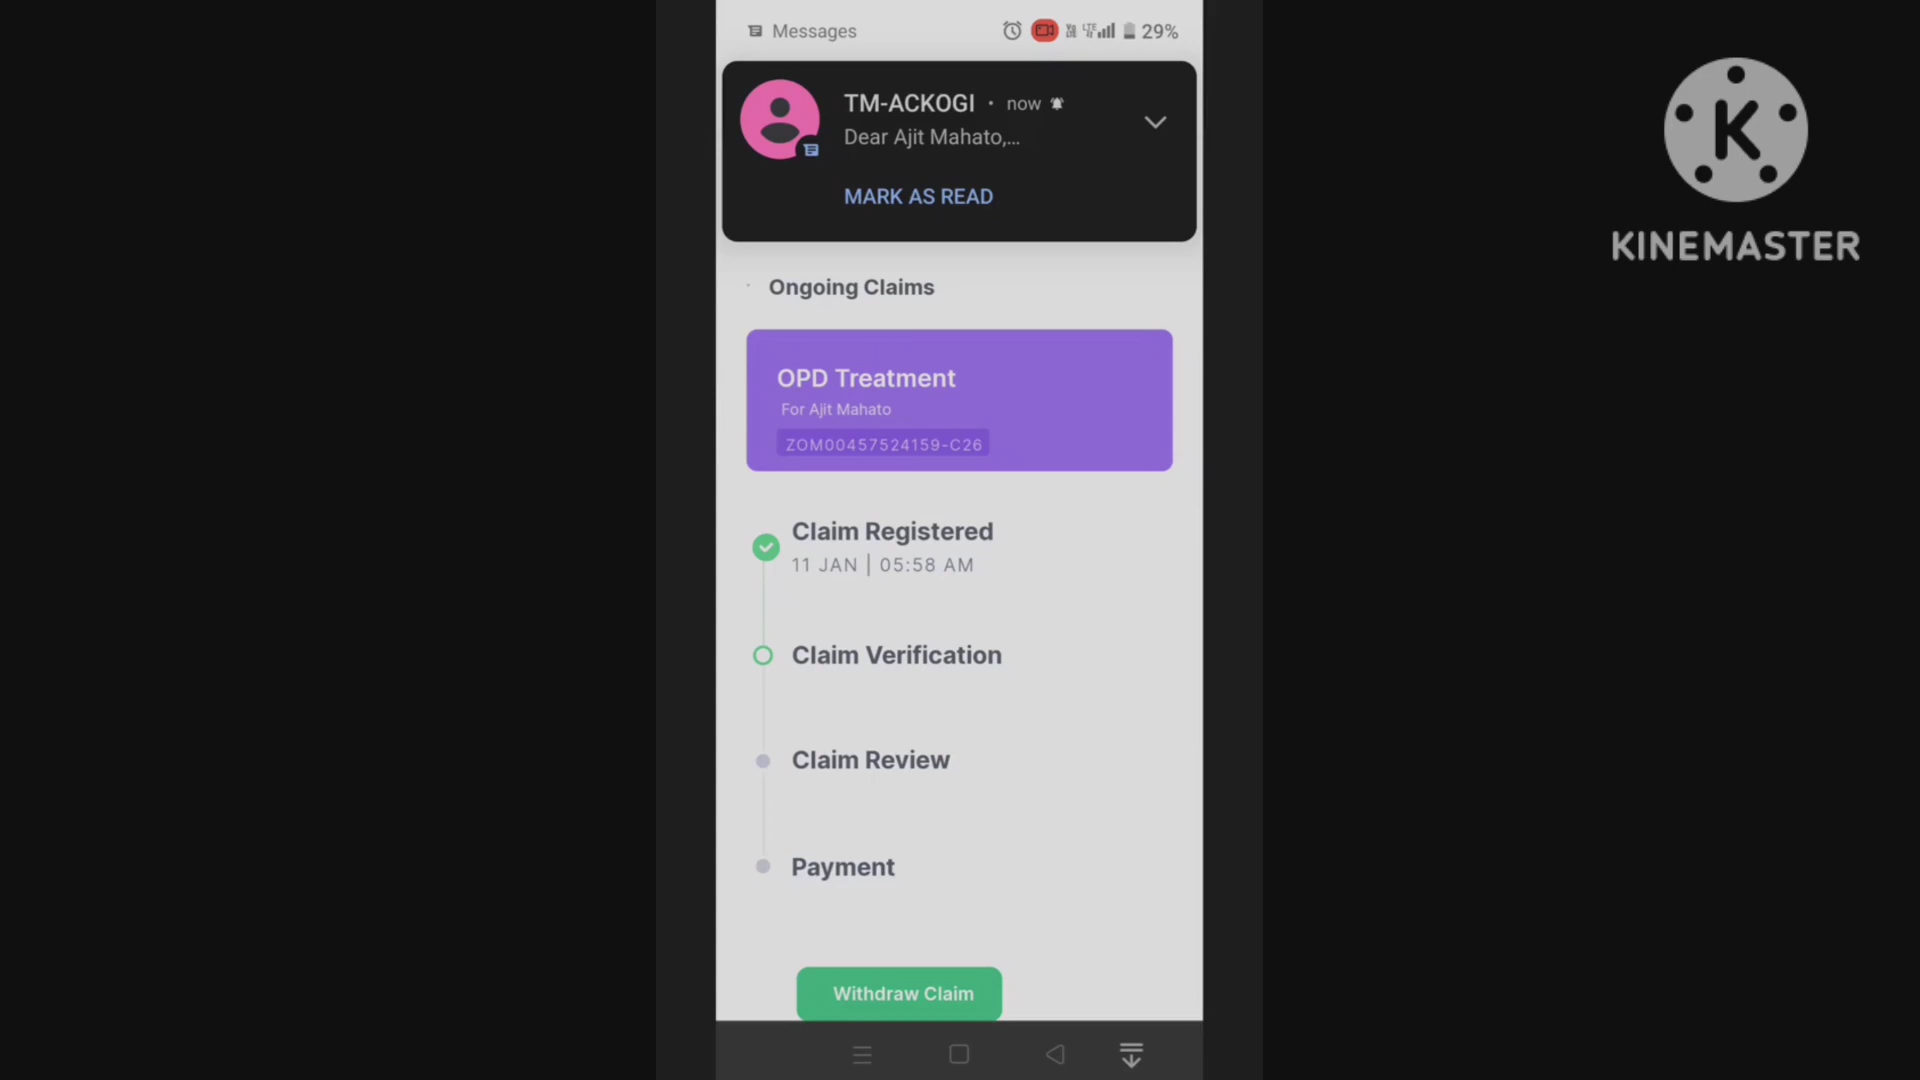 Messages
29%
TM-ACKOGI • now
Dear Ajit Mahato,...
MARK AS READ
K
KINEMASTER
Ongoing Claims
OPD Treatment
For Ajit Mahato
ZOM00457524159-C26
Claim Registered
11 JAN | 05:58 AM
Claim Verification
Claim Review
Payment
Withdraw Claim